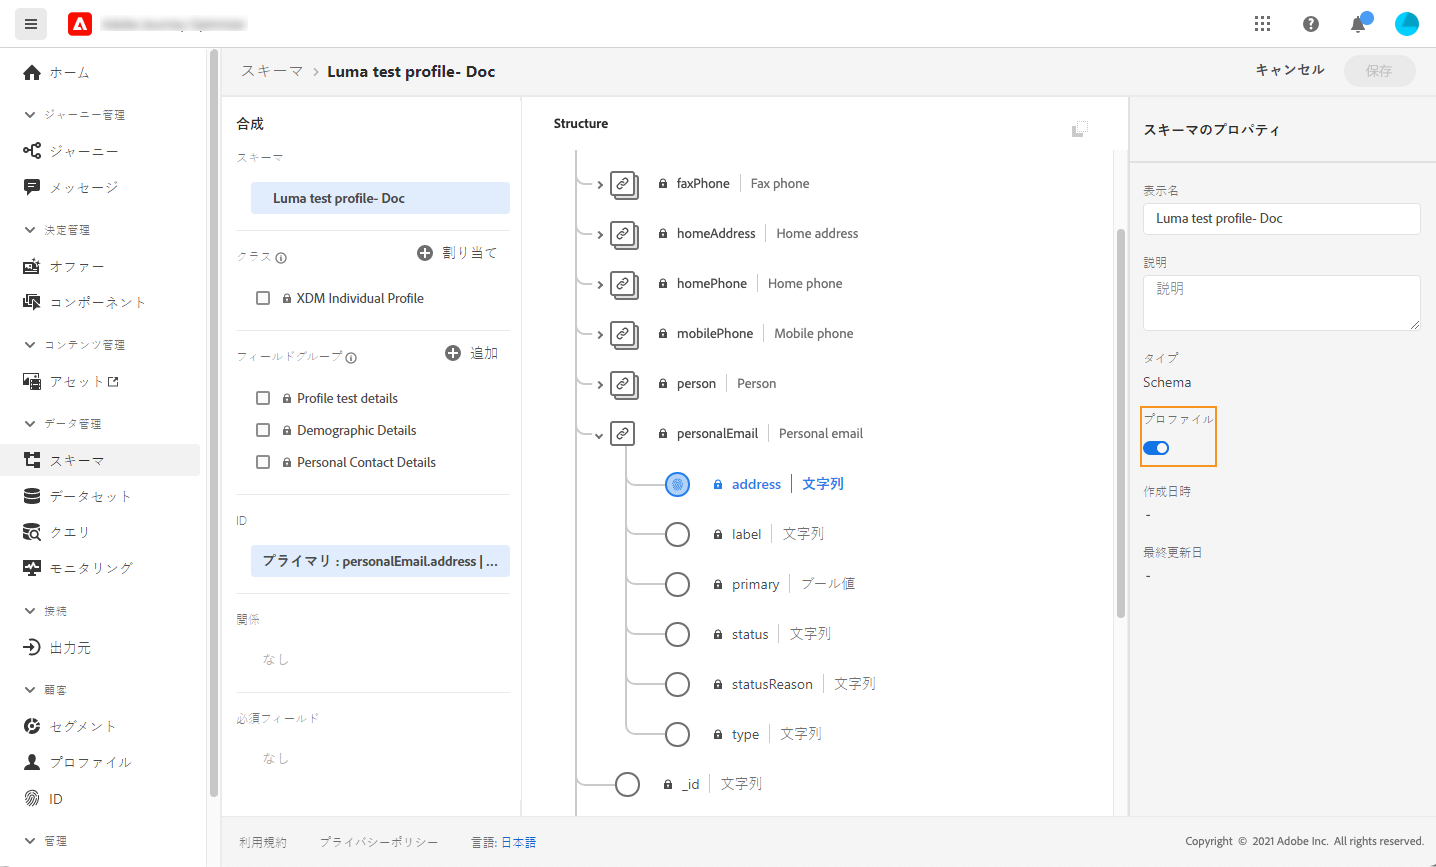 ホーム
ジャーニー管理
ジャーニー
メッセージ
決定管理
オファー
コンポーネント
コンテンツ管理
アセット
データ管理
スキーマ
データセット
クエリ
モニタリング
接続
出力元
顧客
セグメント
プロファイル
ID
管理
スキーマ > Luma test profile- Doc
キャンセル
保存
合成
スキーマ
Luma test profile- Doc
クラス
割り当て
XDM Individual Profile
フィールドグループ
追加
Profile test details
Demographic Details
Personal Contact Details
ID
プライマリ : personalEmail.address | ...
関係
なし
必須フィールド
なし
Structure
faxPhone | Fax phone
homeAddress | Home address
homePhone | Home phone
mobilePhone | Mobile phone
person | Person
personalEmail | Personal email
address | 文字列
label | 文字列
primary | ブール値
status | 文字列
statusReason | 文字列
type | 文字列
_id | 文字列
スキーマのプロパティ
表示名
Luma test profile- Doc
説明
説明
タイプ
Schema
プロファイル
作成日時
-
最終更新日
-
利用規約
プライバシーポリシー
言語: 日本語
Copyright © 2021 Adobe Inc. All rights reserved.